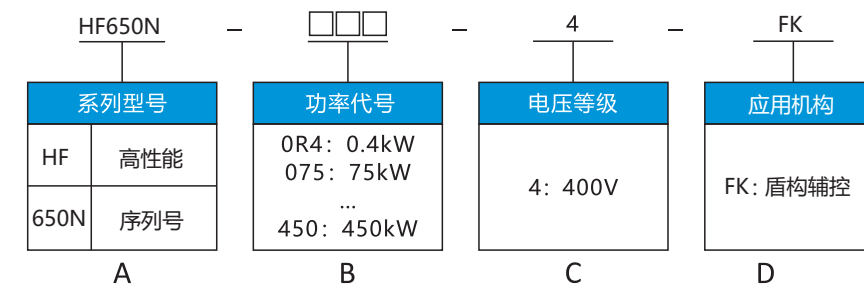 HF650N — □□□ — 4 — FK
系列型号 功率代号 电压等级 应用机构
HF 高性能
650N 序列号
0R4：0.4kW
075：75kW
...
450：450kW
4：400V
FK：盾构辅控
A B C D